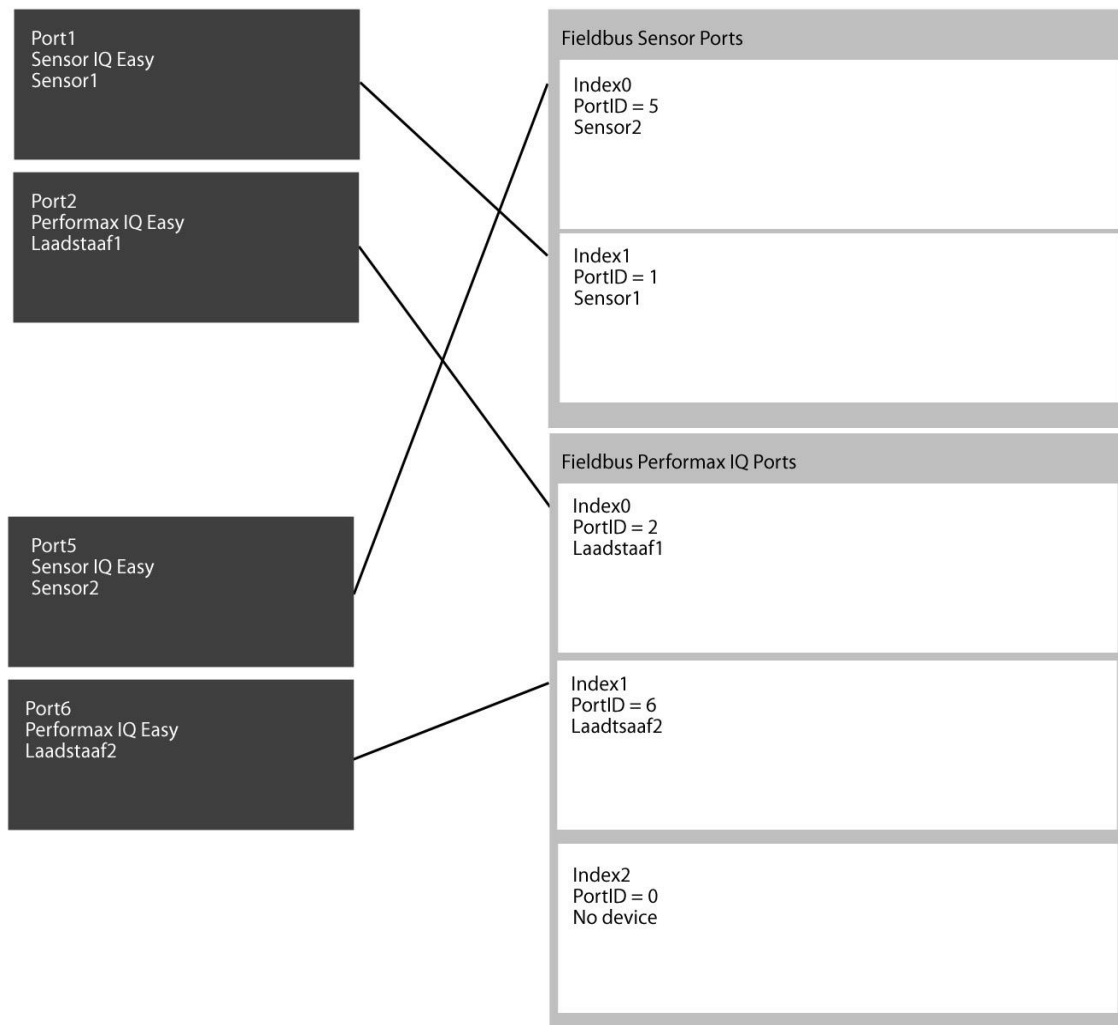 Port1
Sensor IQ Easy
Sensor1
Port2
Performax IQ Easy
Laadstaaf1
Port5
Sensor IQ Easy
Sensor2
Port6
Performax IQ Easy
Laadstaaf2
Fieldbus Sensor Ports
Index0
PortID = 5
Sensor2
Index1
PortID = 1
Sensor1
Fieldbus Performax IQ Ports
Index0
PortID = 2
Laadstaaf1
Index1
PortID = 6
Laadtsaaf2
Index2
PortID = 0
No device